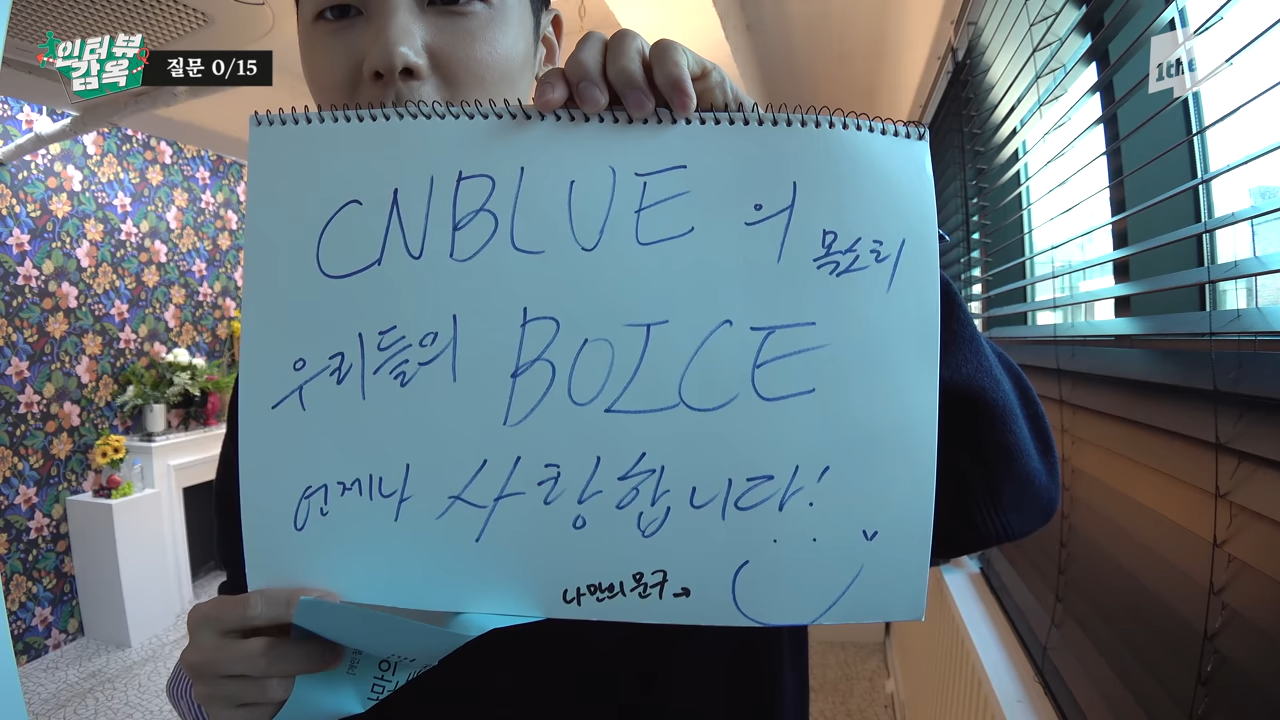 인터뷰
감옥
질문 0/15
1the
CNBLUE 의
목소리
우리들의 BOICE
언제나 사랑합니다!
나만의 문구→